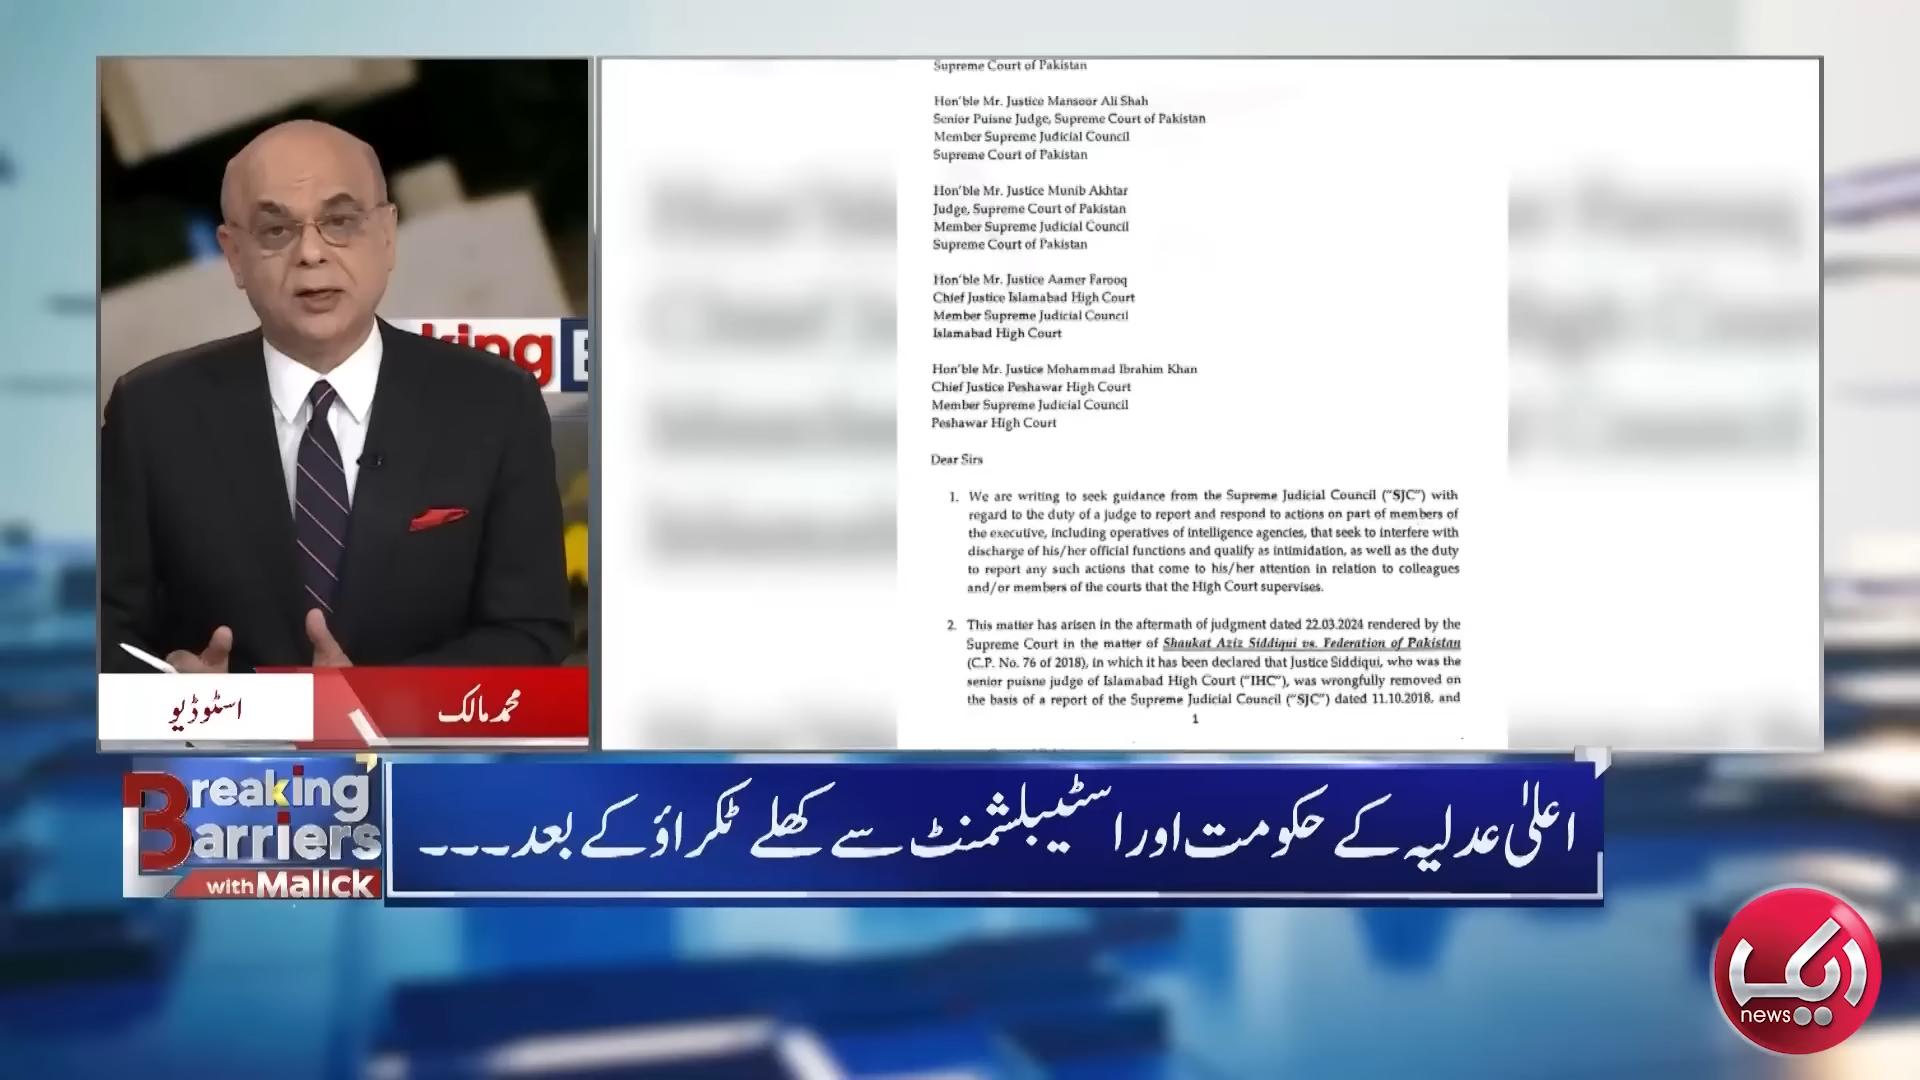 Supreme Court of Pakistan
Hon'ble Mr. Justice Mansoor Ali Shah
Senior Puisne Judge, Supreme Court of Pakistan
Member Supreme Judicial Council
Supreme Court of Pakistan
Hon'ble Mr. Justice Munib Akhtar
Judge, Supreme Court of Pakistan
Member Supreme Judicial Council
Supreme Court of Pakistan
Hon'ble Mr. Justice Aamer Farooq
Chief Justice Islamabad High Court
Member Supreme Judicial Council
Islamabad High Court
Hon'ble Mr. Justice Mohammad Ibrahim Khan
Chief Justice Peshawar High Court
Member Supreme Judicial Council
Peshawar High Court
Dear Sirs
1. We are writing to seek guidance from the Supreme Judicial Council ("SJC") with
regard to the duty of a judge to report and respond to actions on part of members of
the executive, including operatives of intelligence agencies, that seek to interfere with
discharge of his/her official functions and qualify as intimidation, as well as the duty
to report any such actions that come to his/her attention in relation to colleagues
and/or members of the courts that the High Court supervises.
2. This matter has arisen in the aftermath of judgment dated 22.03.2024 rendered by the
Supreme Court in the matter of Shaukat Aziz Siddiqui vs. Federation of Pakistan
(C.P. No. 76 of 2018), in which it has been declared that Justice Siddiqui, who was the
senior puisne judge of Islamabad High Court ("IHC"), was wrongfully removed on
the basis of a report of the Supreme Judicial Council ("SJC") dated 11.10.2018, and
1
king B
محمد مالک
اسٹوڈیو
Breaking
Barriers
with Malick
اعلیٰ عدلیہ کے حکومت اور اسٹیبلشمنٹ سے کھلے ٹکراؤ کے بعد۔۔۔
ایک
news